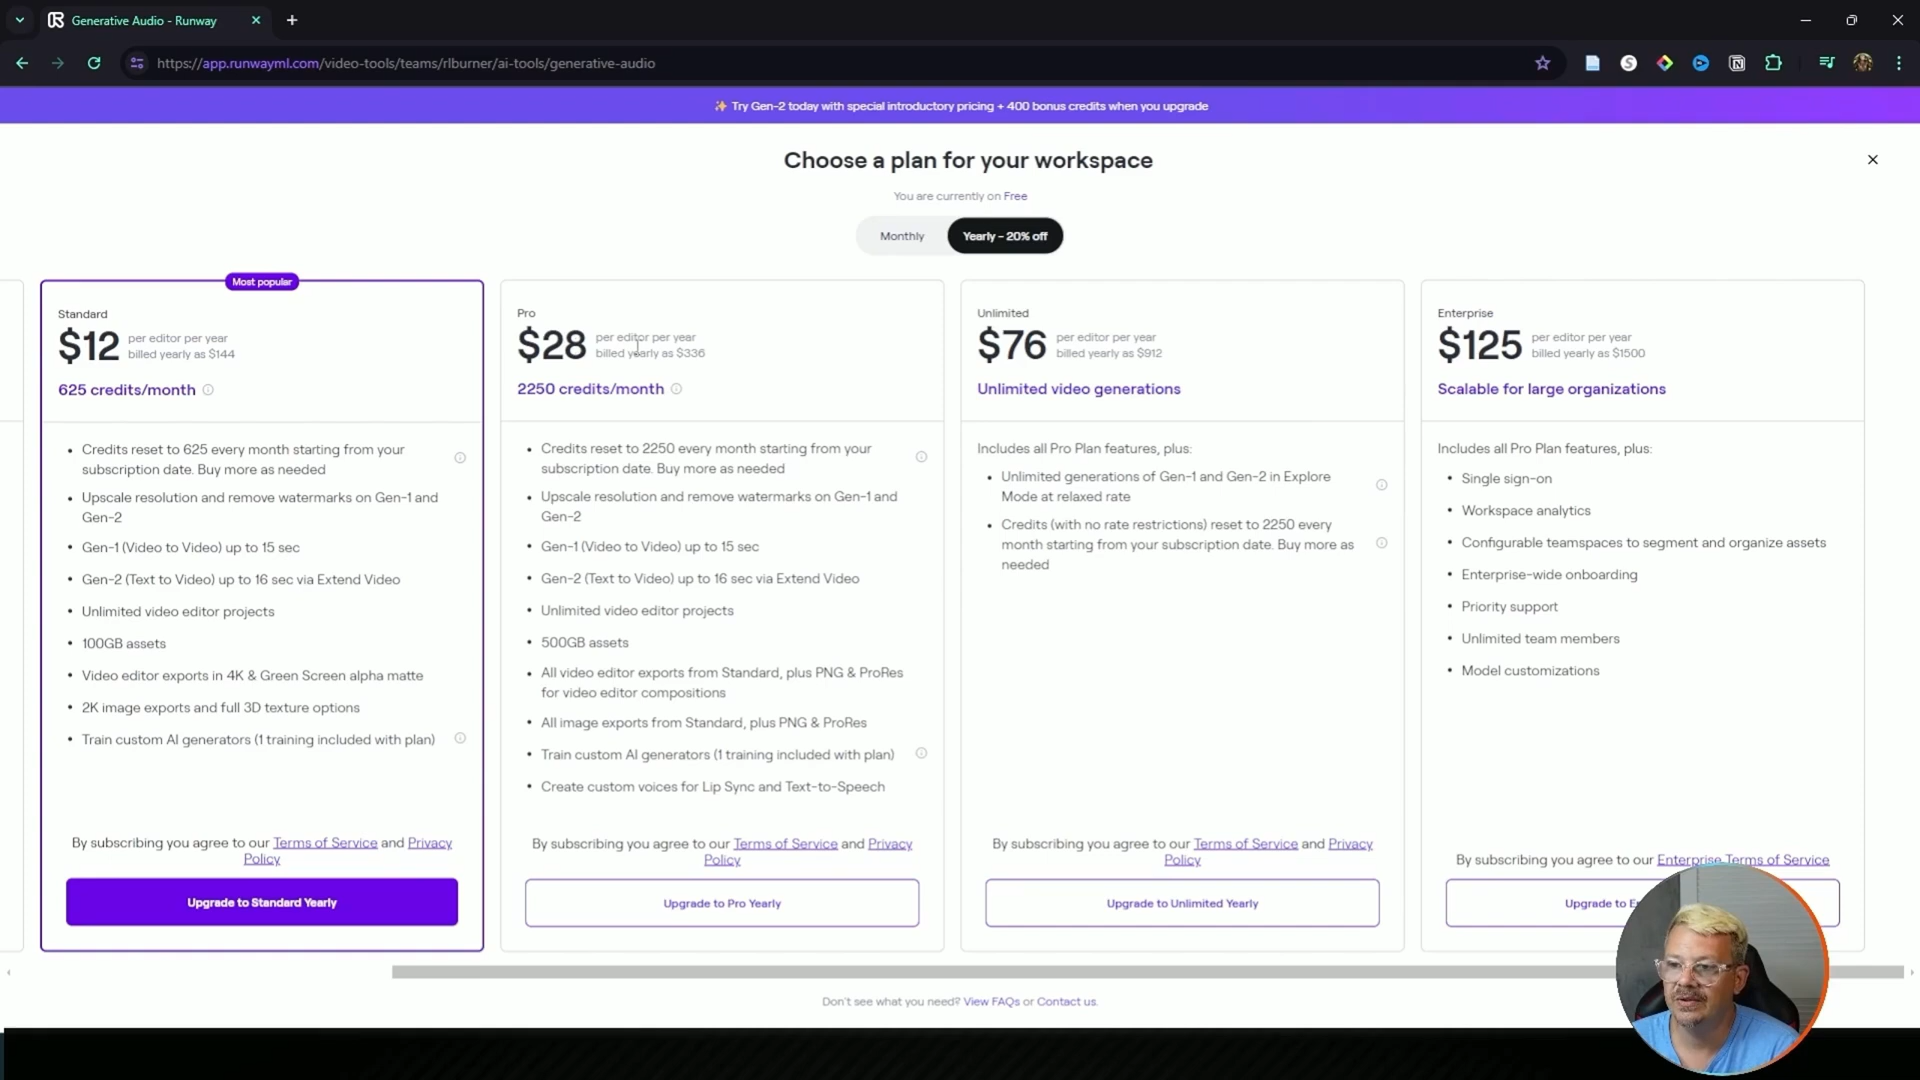 Generative Audio - Runway
https://app.runwayml.com/video-tools/teams/rlburner/ai-tools/generative-audio
✨ Try Gen-2 today with special introductory pricing + 400 bonus credits when you upgrade
Choose a plan for your workspace
You are currently on Free
Monthly
Yearly – 20% off
Most popular
Standard
$12
per editor per year
billed yearly as $144
625 credits/month
• Credits reset to 625 every month starting from your
subscription date. Buy more as needed
• Upscale resolution and remove watermarks on Gen-1 and
Gen-2
• Gen-1 (Video to Video) up to 15 sec
• Gen-2 (Text to Video) up to 16 sec via Extend Video
• Unlimited video editor projects
• 100GB assets
• Video editor exports in 4K & Green Screen alpha matte
• 2K image exports and full 3D texture options
• Train custom AI generators (1 training included with plan)
By subscribing you agree to our Terms of Service and Privacy
Policy
Upgrade to Standard Yearly
Pro
$28
per editor per year
billed yearly as $336
2250 credits/month
• Credits reset to 2250 every month starting from your
subscription date. Buy more as needed
• Upscale resolution and remove watermarks on Gen-1 and
Gen-2
• Gen-1 (Video to Video) up to 15 sec
• Gen-2 (Text to Video) up to 16 sec via Extend Video
• Unlimited video editor projects
• 500GB assets
• All video editor exports from Standard, plus PNG & ProRes
for video editor compositions
• All image exports from Standard, plus PNG & ProRes
• Train custom AI generators (1 training included with plan)
• Create custom voices for Lip Sync and Text-to-Speech
By subscribing you agree to our Terms of Service and Privacy
Policy
Upgrade to Pro Yearly
Unlimited
$76
per editor per year
billed yearly as $912
Unlimited video generations
Includes all Pro Plan features, plus:
• Unlimited generations of Gen-1 and Gen-2 in Explore
Mode at relaxed rate
• Credits (with no rate restrictions) reset to 2250 every
month starting from your subscription date. Buy more as
needed
By subscribing you agree to our Terms of Service and Privacy
Policy
Upgrade to Unlimited Yearly
Enterprise
$125
per editor per year
billed yearly as $1500
Scalable for large organizations
Includes all Pro Plan features, plus:
• Single sign-on
• Workspace analytics
• Configurable teamspaces to segment and organize assets
• Enterprise-wide onboarding
• Priority support
• Unlimited team members
• Model customizations
By subscribing you agree to our Enterprise Terms of Service
Upgrade to
Don't see what you need? View FAQs or Contact us.